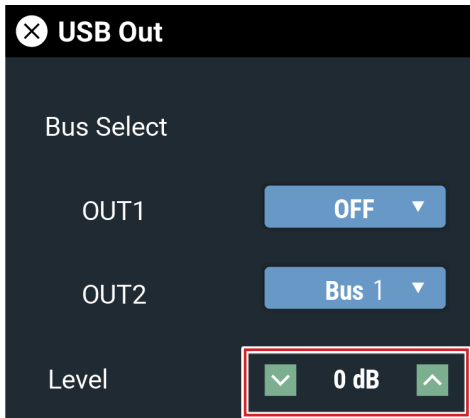 USB Out
Bus Select
OUT1 OFF
OUT2 Bus 1
Level 0 dB